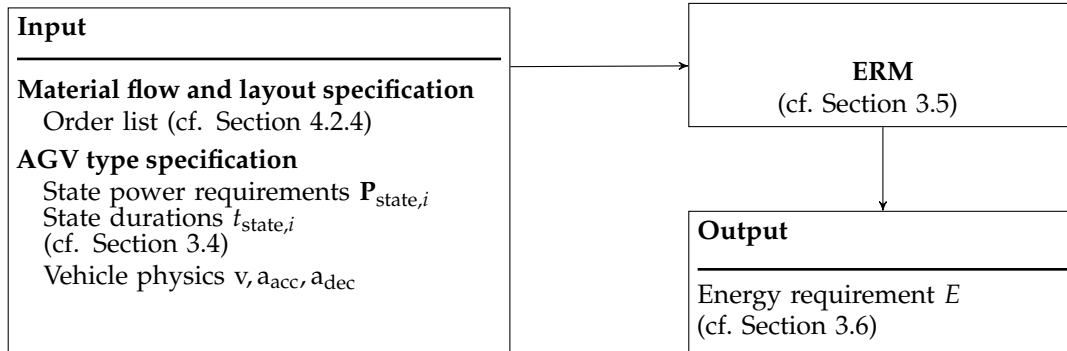 Input
Material flow and layout specification
Order list (cf. Section 4.2.4)
AGV type specification
State power requirements P_state,i
State durations t_state,i
(cf. Section 3.4)
Vehicle physics v, a_acc, a_dec
ERM
(cf. Section 3.5)
Output
Energy requirement E
(cf. Section 3.6)